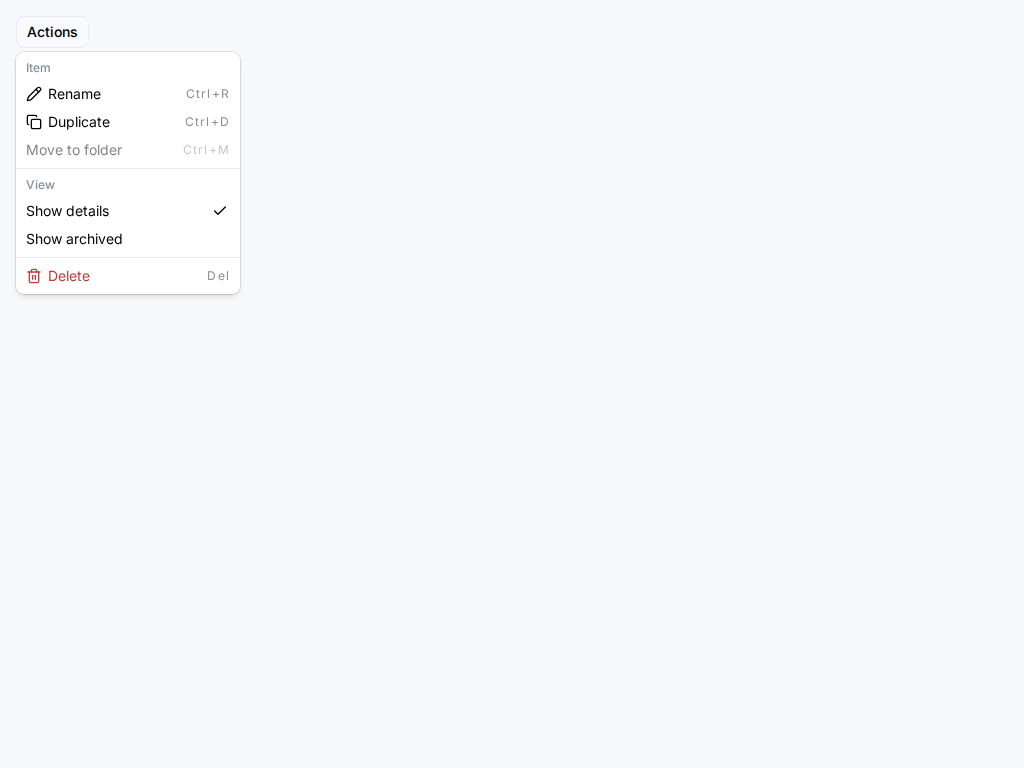 Actions
Item
Rename Ctrl+R
Duplicate Ctrl+D
Move to folder Ctrl+M
View
Show details
Show archived
Delete Del